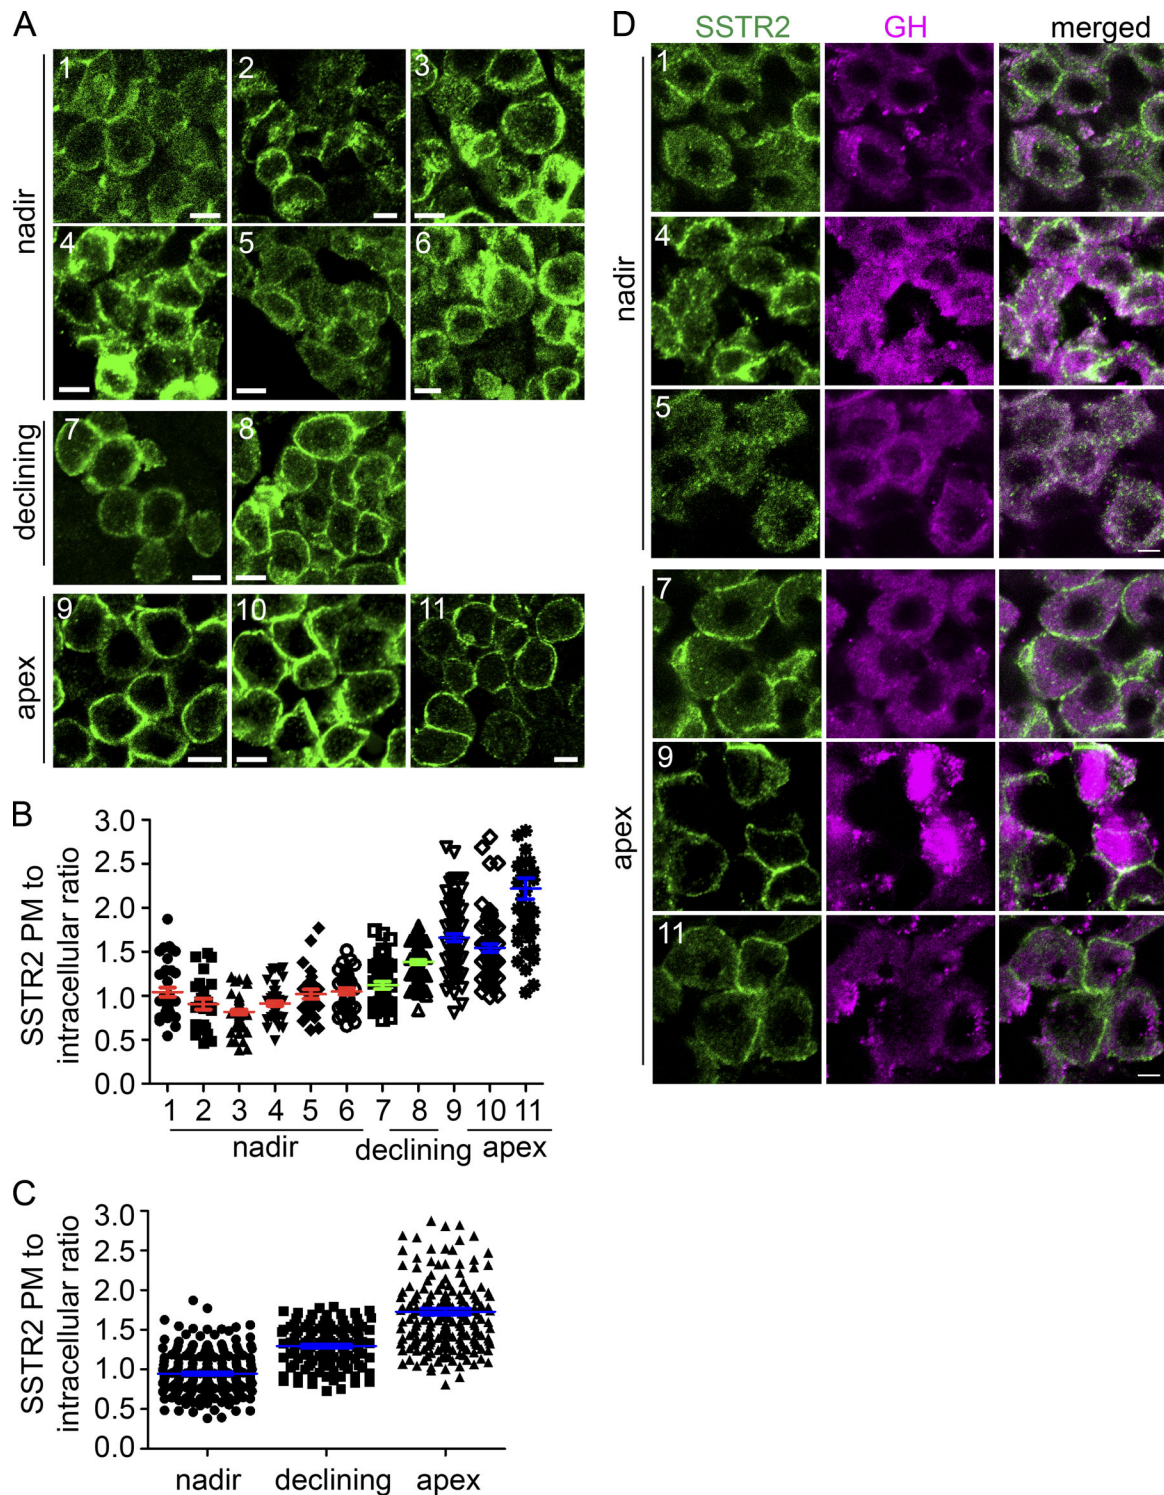 A
nadir
1
2
3
4
5
6
declining
7
8
apex
9
10
11
B
SSTR2 PM to
intracellular ratio
3.0
2.5
2.0
1.5
1.0
0.5
0.0
1 2 3 4 5 6 7 8 9 10 11
nadir declining apex
C
SSTR2 PM to
intracellular ratio
3.0
2.5
2.0
1.5
1.0
0.5
0.0
nadir declining apex
D
SSTR2 GH merged
nadir
1
4
5
apex
7
9
11